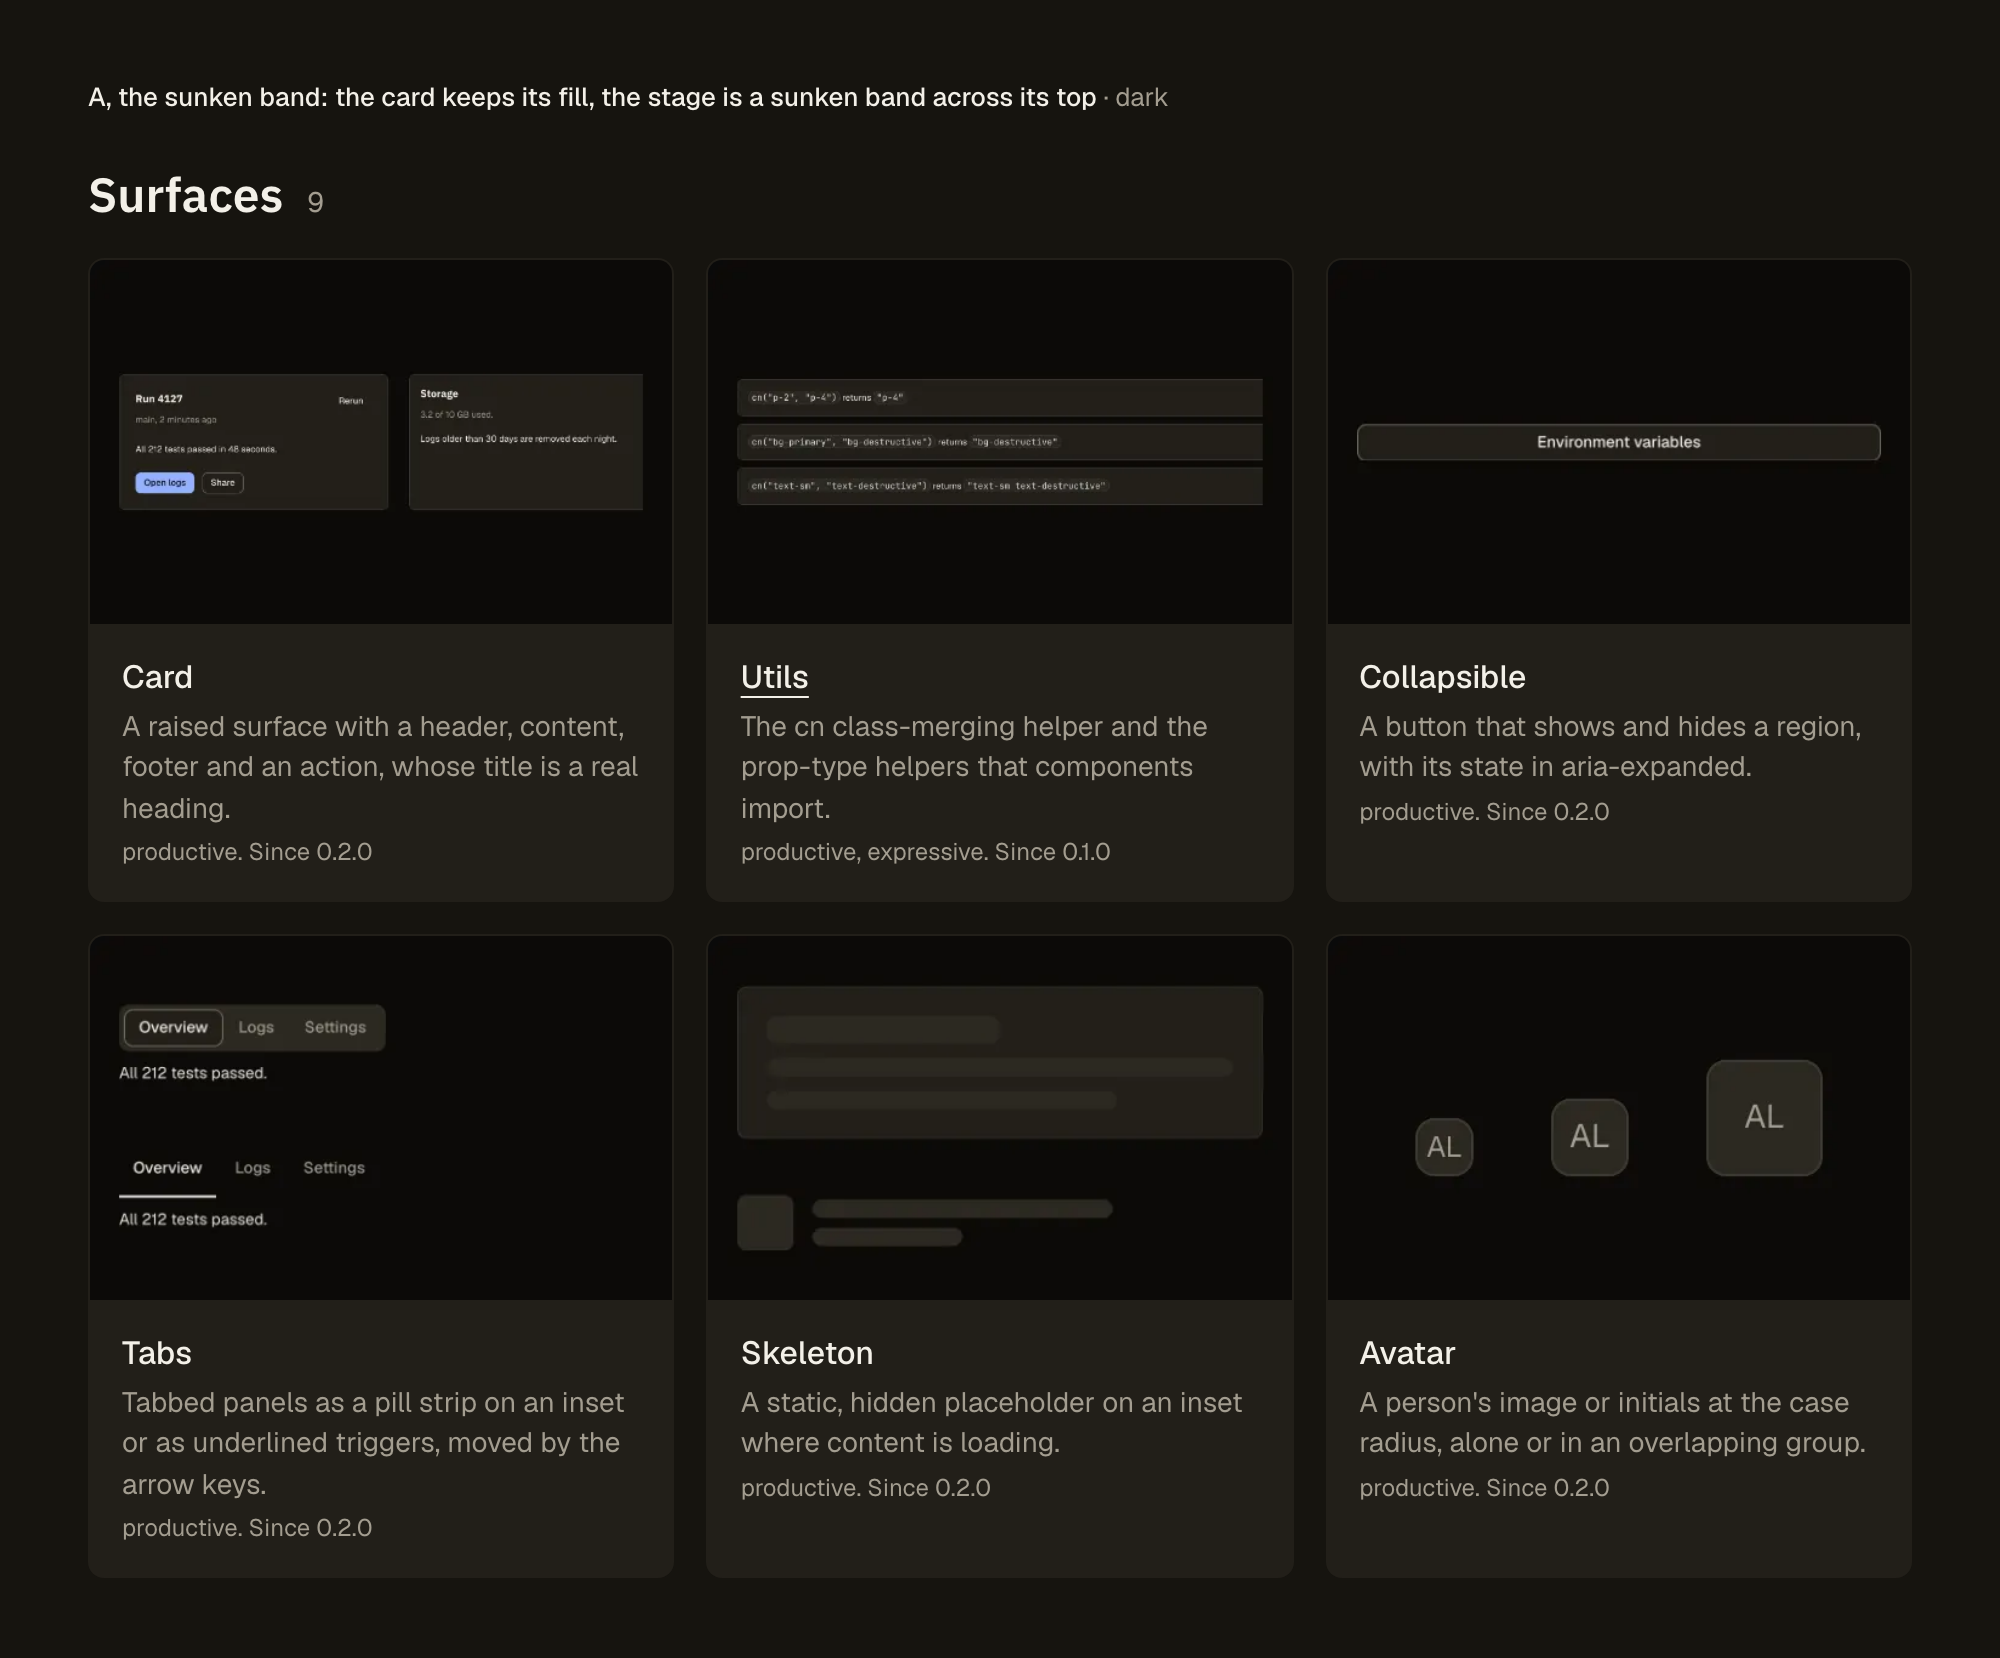 A, the sunken band: the card keeps its fill, the stage is a sunken band across its top · dark
Surfaces 9
Run 4127
Rerun
main, 2 minutes ago
All 212 tests passed in 48 seconds.
Open logs
Share
Storage
3.2 of 10 GB used.
Logs older than 30 days are removed each night.
cn("p-2", "p-4") returns "p-4"
cn("bg-primary", "bg-destructive") returns "bg-destructive"
cn("text-sm", "text-destructive") returns "text-sm text-destructive"
Environment variables
Card
A raised surface with a header, content,
footer and an action, whose title is a real
heading.
productive. Since 0.2.0
Utils
The cn class-merging helper and the
prop-type helpers that components
import.
productive, expressive. Since 0.1.0
Collapsible
A button that shows and hides a region,
with its state in aria-expanded.
productive. Since 0.2.0
Overview Logs Settings
All 212 tests passed.
Overview Logs Settings
All 212 tests passed.
AL
AL
AL
Tabs
Tabbed panels as a pill strip on an inset
or as underlined triggers, moved by the
arrow keys.
productive. Since 0.2.0
Skeleton
A static, hidden placeholder on an inset
where content is loading.
productive. Since 0.2.0
Avatar
A person's image or initials at the case
radius, alone or in an overlapping group.
productive. Since 0.2.0